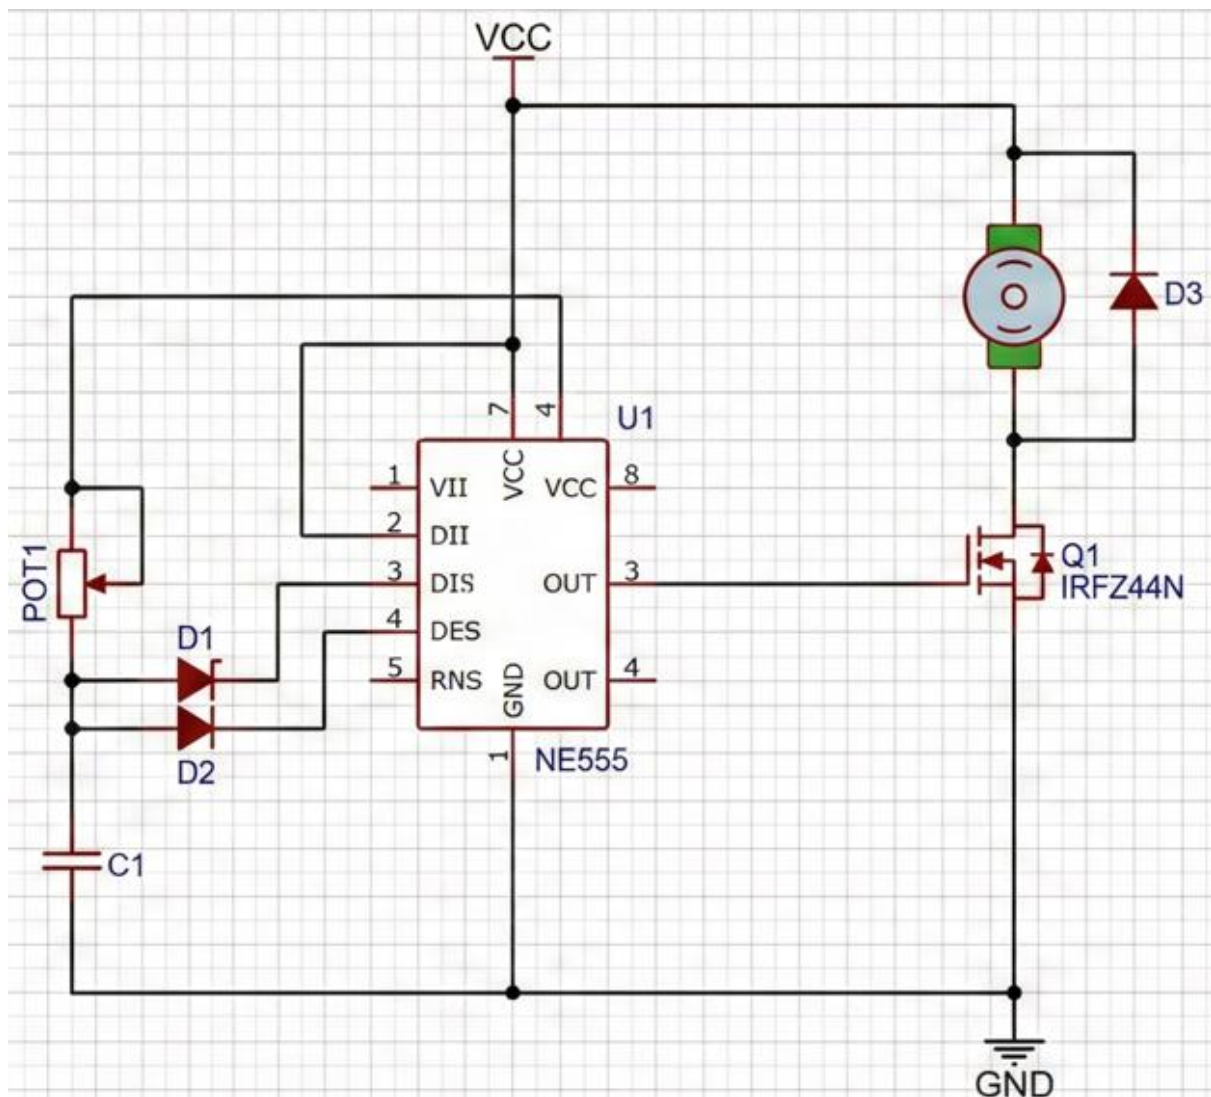 VCC
D3
7
4
U1
1
VII
VCC
VCC
8
2
DII
3
DIS
OUT
3
Q1
IRFZ44N
POT1
D1
4
DES
5
RNS
GND
OUT
4
D2
1
NE555
C1
GND